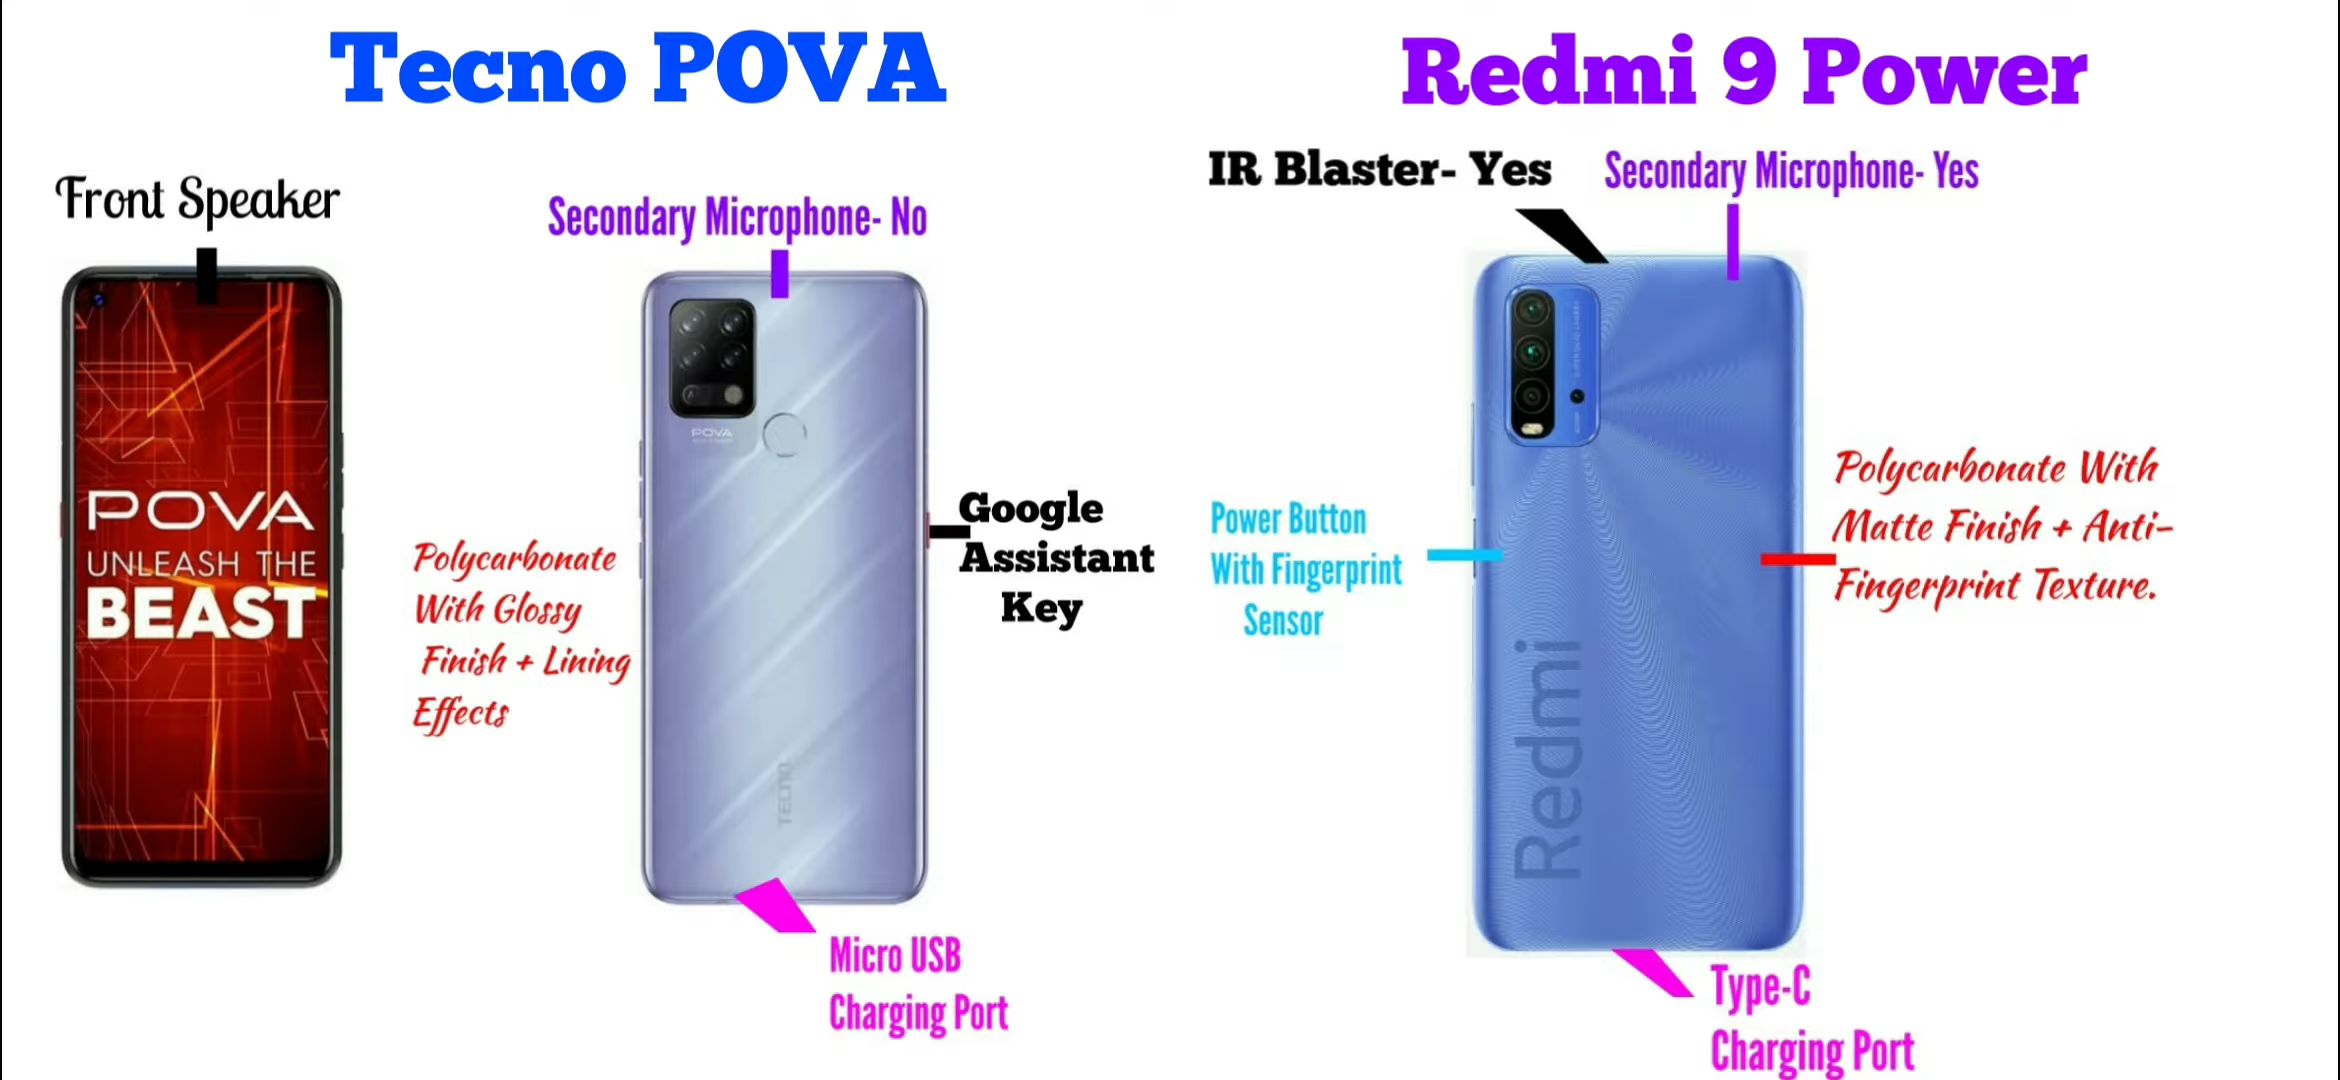 Tecno POVA
Redmi 9 Power
Front Speaker
Secondary Microphone- No
IR Blaster- Yes
Secondary Microphone- Yes
POVA
UNLEASH THE
BEAST
POVA
Polycarbonate
With Glossy
Finish + Lining
Effects
Google
Assistant
Key
TECNO
Micro USB
Charging Port
Power Button
With Fingerprint
Sensor
Polycarbonate With
Matte Finish + Anti-
Fingerprint Texture.
Redmi
Type-C
Charging Port